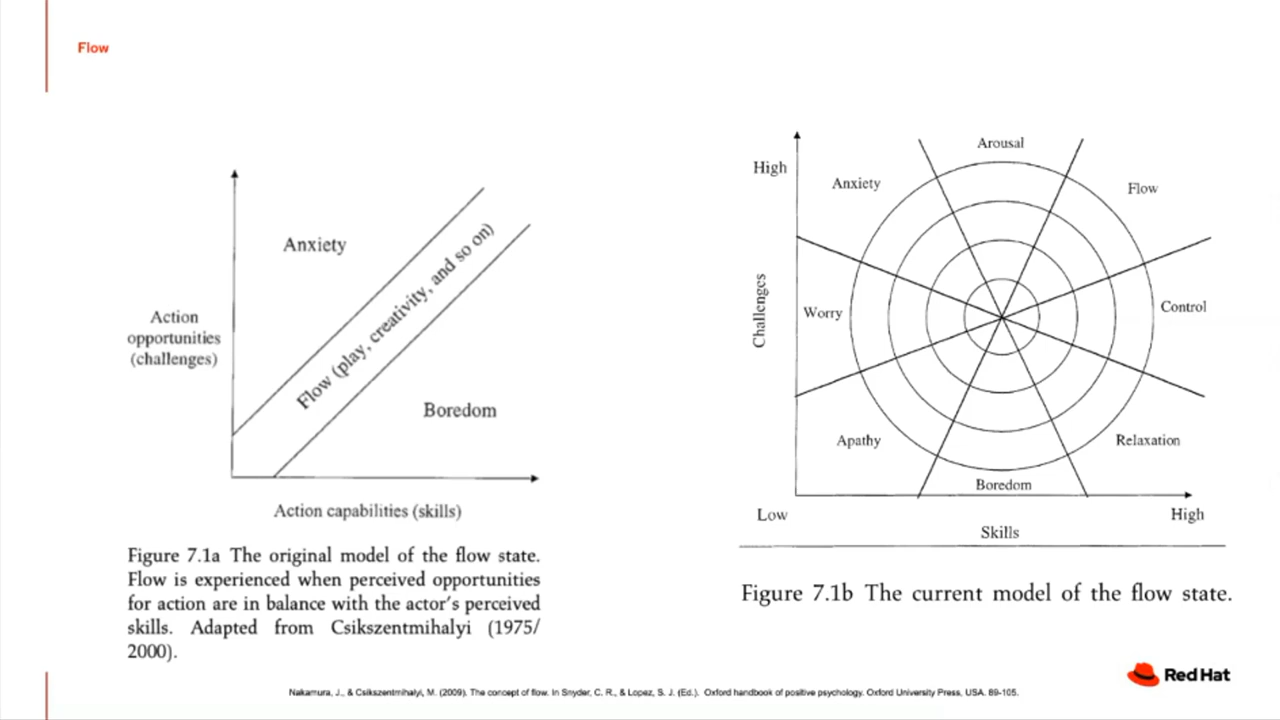 Flow
Anxiety
Flow (play, creativity, and so on)
Action
opportunities
(challenges)
Boredom
Action capabilities (skills)
Figure 7.1a The original model of the flow state.
Flow is experienced when perceived opportunities
for action are in balance with the actor's perceived
skills. Adapted from Csikszentmihalyi (1975/
2000).
Arousal
High
Anxiety
Flow
Challenges
Worry
Control
Apathy
Relaxation
Boredom
Low
High
Skills
Figure 7.1b The current model of the flow state.
Red Hat
Nakamura, J., & Csikszentmihalyi, M. (2009). The concept of flow. In Snyder, C. R., & Lopez, S. J. (Ed.). Oxford handbook of positive psychology. Oxford University Press, USA. 89-105.